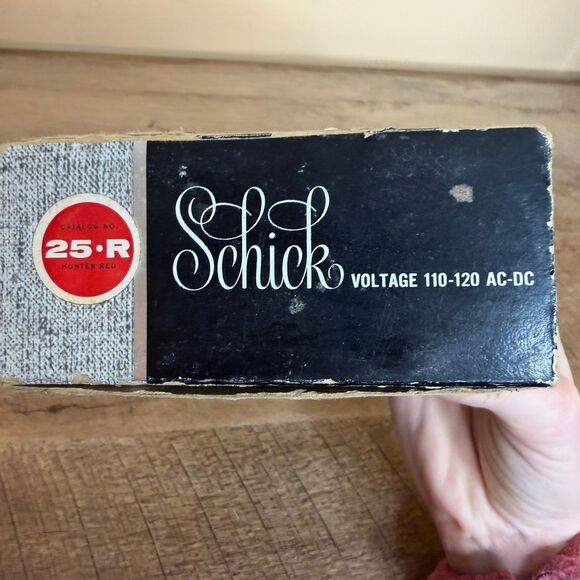 CATALOG NO.
25·R
HUNTER RED
Schick
VOLTAGE 110-120 AC-DC